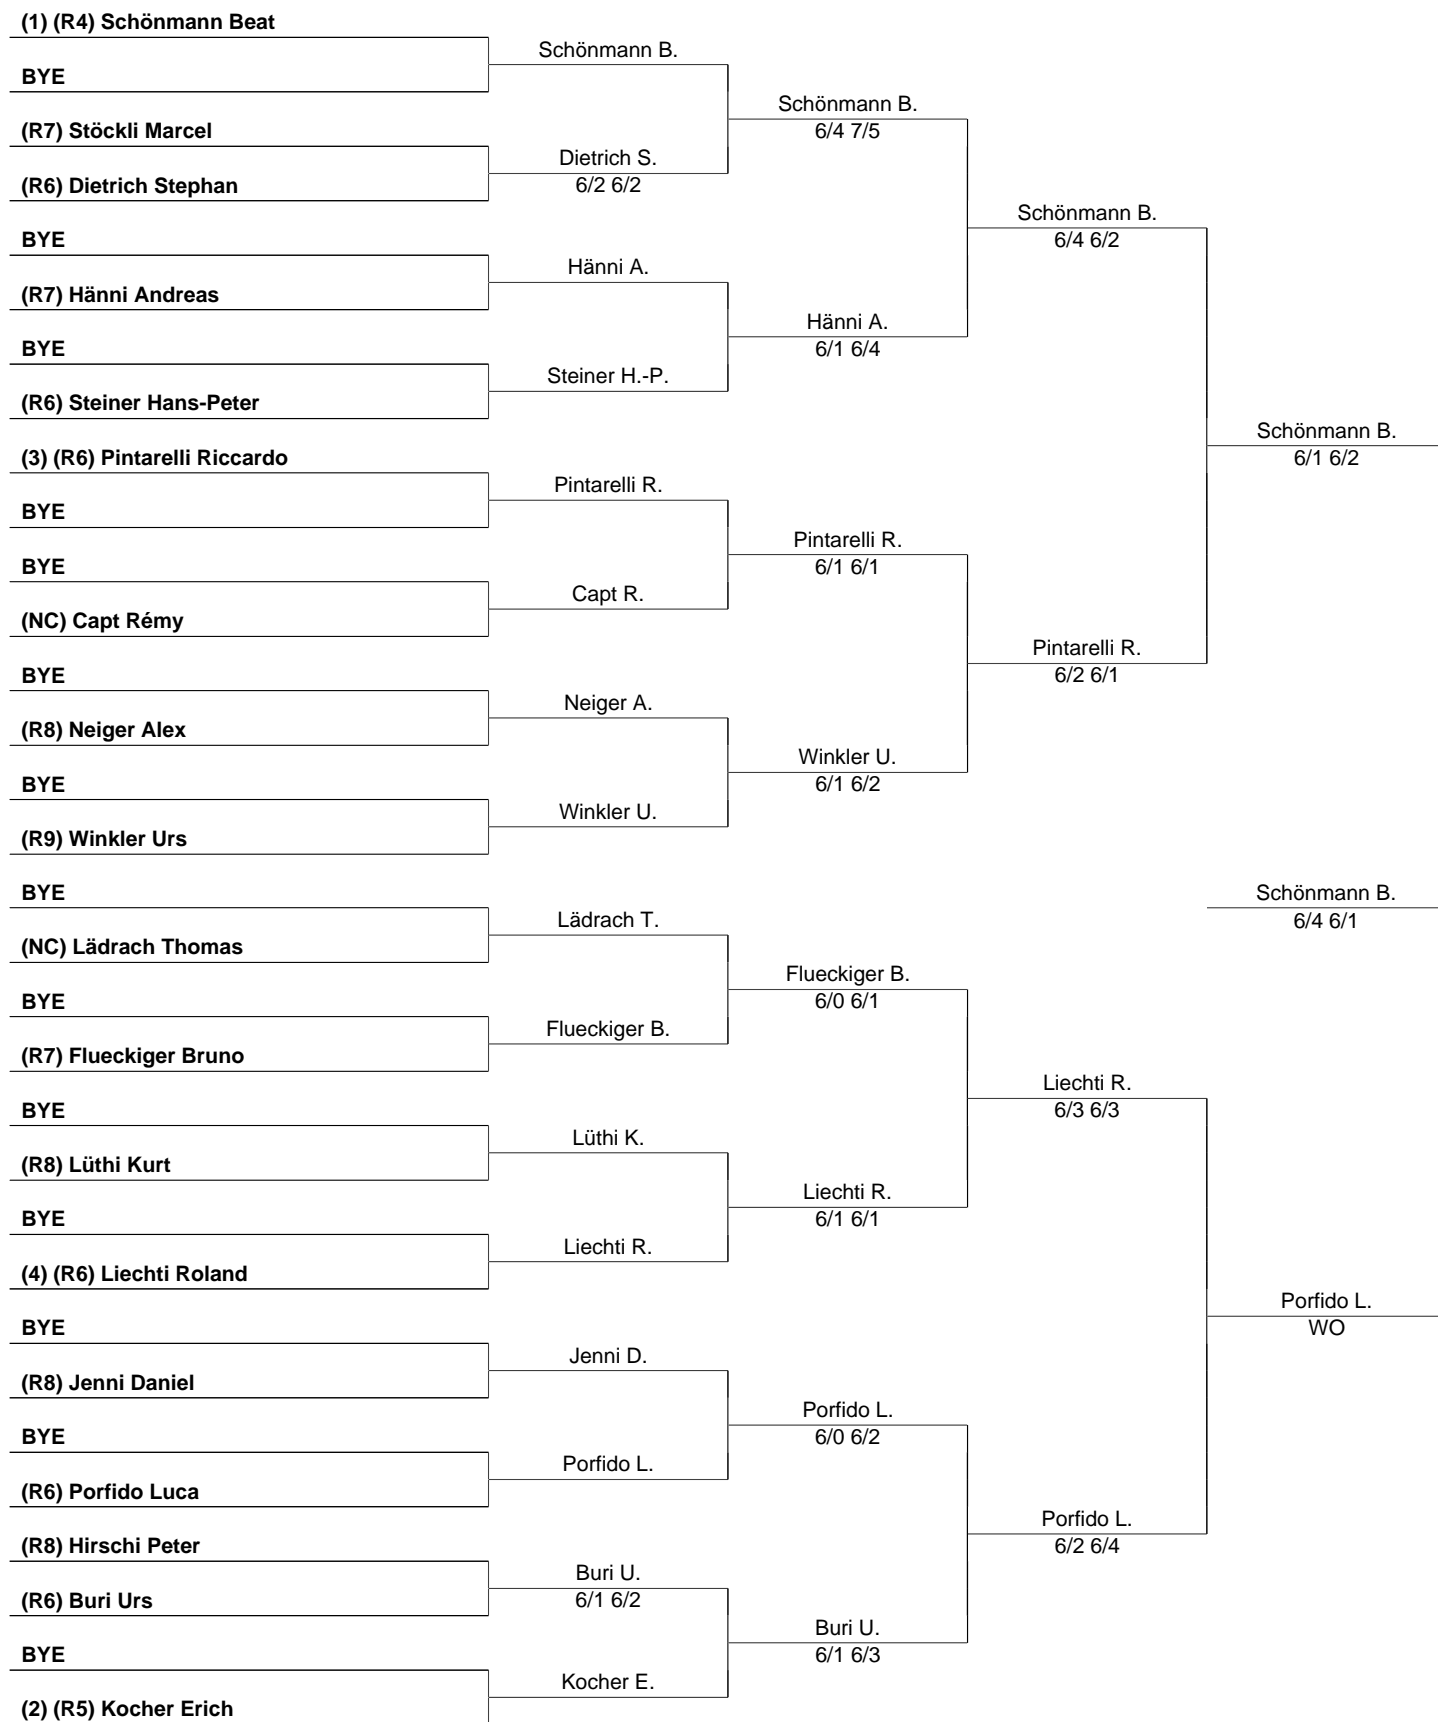 (1) (R4) Schönmann Beat
BYE
(R7) Stöckli Marcel
(R6) Dietrich Stephan
BYE
(R7) Hänni Andreas
BYE
(R6) Steiner Hans-Peter
(3) (R6) Pintarelli Riccardo
BYE
BYE
(NC) Capt Rémy
BYE
(R8) Neiger Alex
BYE
(R9) Winkler Urs
BYE
(NC) Lädrach Thomas
BYE
(R7) Flueckiger Bruno
BYE
(R8) Lüthi Kurt
BYE
(4) (R6) Liechti Roland
BYE
(R8) Jenni Daniel
BYE
(R6) Porfido Luca
(R8) Hirschi Peter
(R6) Buri Urs
BYE
(2) (R5) Kocher Erich
Schönmann B.
Dietrich S.
6/2 6/2
Hänni A.
Steiner H.-P.
Pintarelli R.
Capt R.
Neiger A.
Winkler U.
Lädrach T.
Flueckiger B.
Lüthi K.
Liechti R.
Jenni D.
Porfido L.
Buri U.
6/1 6/2
Kocher E.
Schönmann B.
6/4 7/5
Hänni A.
6/1 6/4
Pintarelli R.
6/1 6/1
Winkler U.
6/1 6/2
Flueckiger B.
6/0 6/1
Liechti R.
6/1 6/1
Porfido L.
6/0 6/2
Buri U.
6/1 6/3
Schönmann B.
6/4 6/2
Pintarelli R.
6/2 6/1
Liechti R.
6/3 6/3
Porfido L.
6/2 6/4
Schönmann B.
6/1 6/2
Schönmann B.
6/4 6/1
Porfido L.
WO